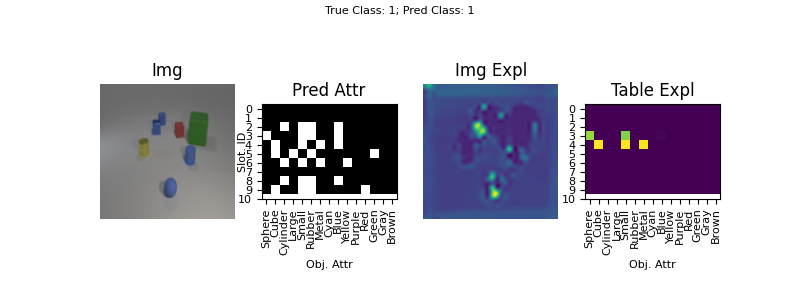 True Class: 1; Pred Class: 1
Img
Pred Attr
Img Expl
Table Expl
Slot. ID
0
1
2
3
4
5
6
7
8
9
10
Sphere
Cube
Cylinder
Large
Small
Rubber
Metal
Cyan
Blue
Yellow
Purple
Red
Green
Gray
Brown
Obj. Attr
0
1
2
3
4
5
6
7
8
9
10
Sphere
Cube
Cylinder
Large
Small
Rubber
Metal
Cyan
Blue
Yellow
Purple
Red
Green
Gray
Brown
Obj. Attr